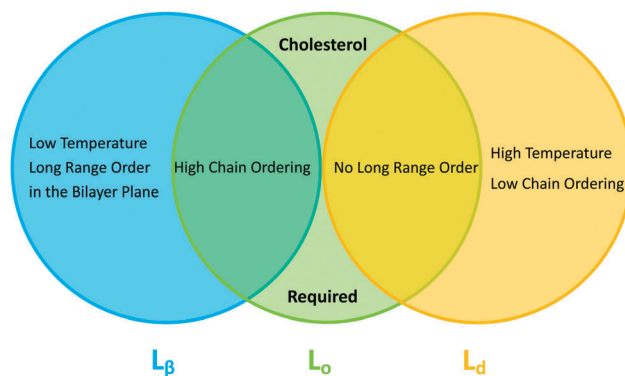 Cholesterol
Low Temperature
Long Range Order
in the Bilayer Plane
High Chain Ordering
No Long Range Order
High Temperature
Low Chain Ordering
Required
Lβ
Lo
Ld